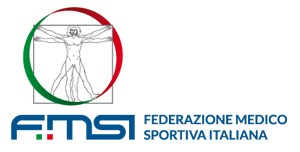 FMSI
FEDERAZIONE MEDICO
SPORTIVA ITALIANA